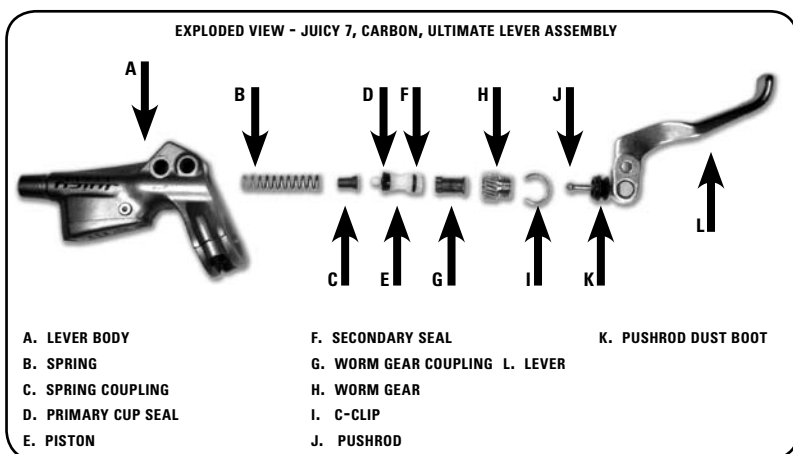 EXPLODED VIEW - JUICY 7, CARBON, ULTIMATE LEVER ASSEMBLY
A B D F H J
C E G I K L
A. LEVER BODY
B. SPRING
C. SPRING COUPLING
D. PRIMARY CUP SEAL
E. PISTON
F. SECONDARY SEAL
G. WORM GEAR COUPLING L. LEVER
H. WORM GEAR
I. C-CLIP
J. PUSHROD
K. PUSHROD DUST BOOT